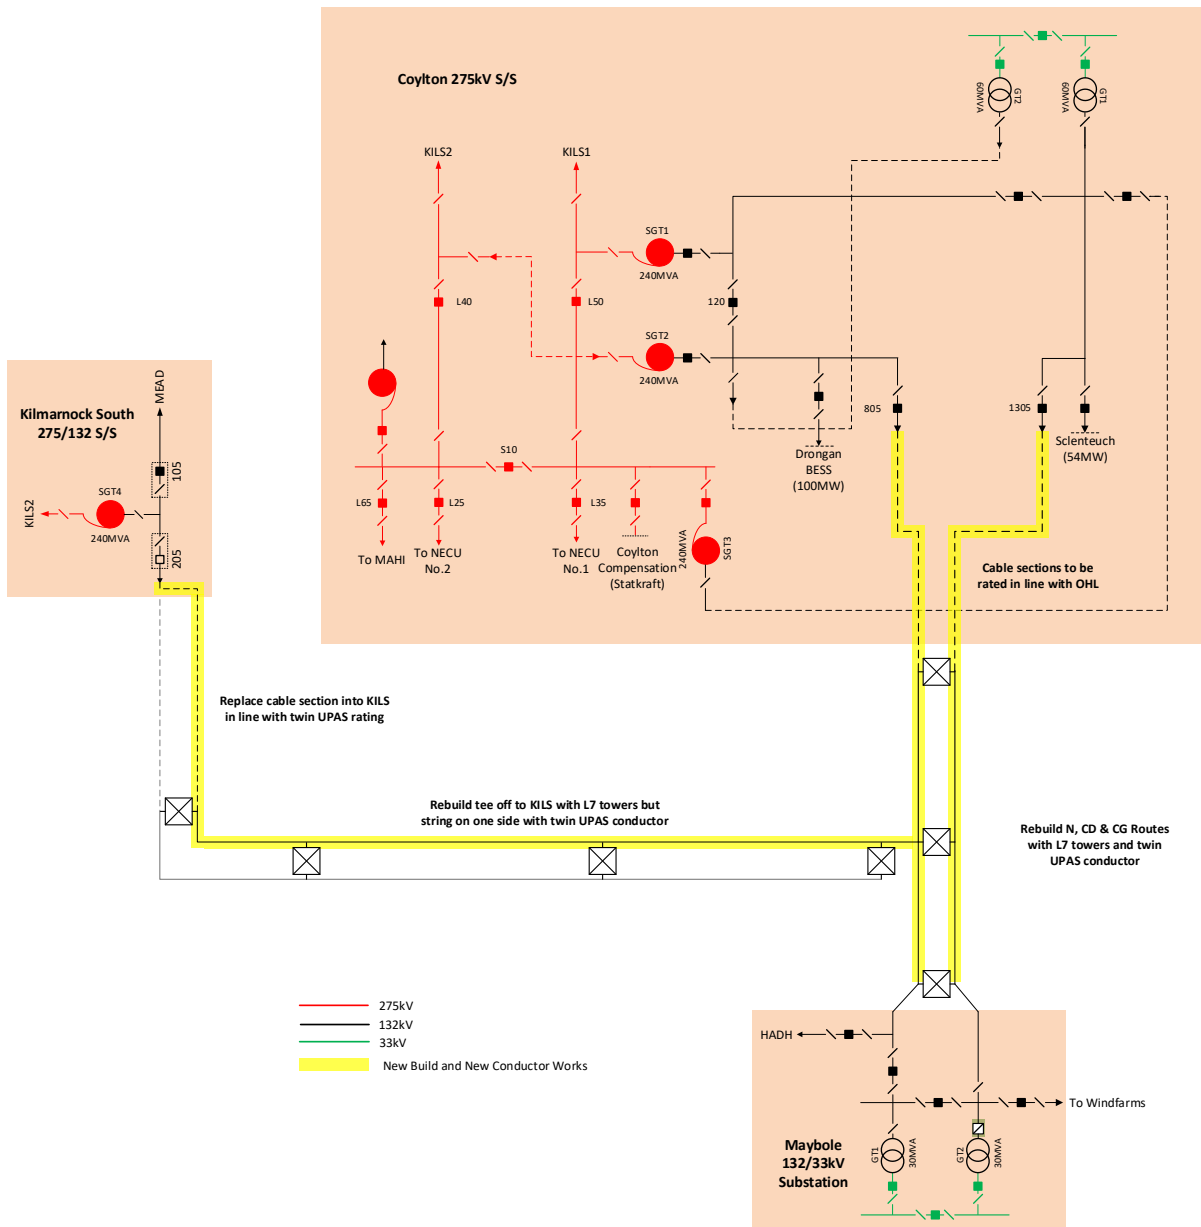 Coylton 275kV S/S
GT2
60MVA
GT1
60MVA
KILS2
KILS1
SGT1
240MVA
L40
L50
120
SGT2
240MVA
805
1305
Drongan
BESS
(100MW)
Sclenteuch
(54MW)
S10
L65
L25
L35
To MAHI
To NECU
No.2
To NECU
No.1
Coylton
Compensation
(Statkraft)
240MVA
SGT3
Cable sections to be
rated in line with OHL
Kilmarnock South
275/132 S/S
MEAD
105
SGT4
240MVA
KILS2
205
Replace cable section into KILS
in line with twin UPAS rating
Rebuild tee off to KILS with L7 towers but
string on one side with twin UPAS conductor
Rebuild N, CD & CG Routes
with L7 towers and twin
UPAS conductor
275kV
132kV
33kV
New Build and New Conductor Works
HADH
To Windfarms
GT1
30MVA
GT2
30MVA
Maybole
132/33kV
Substation